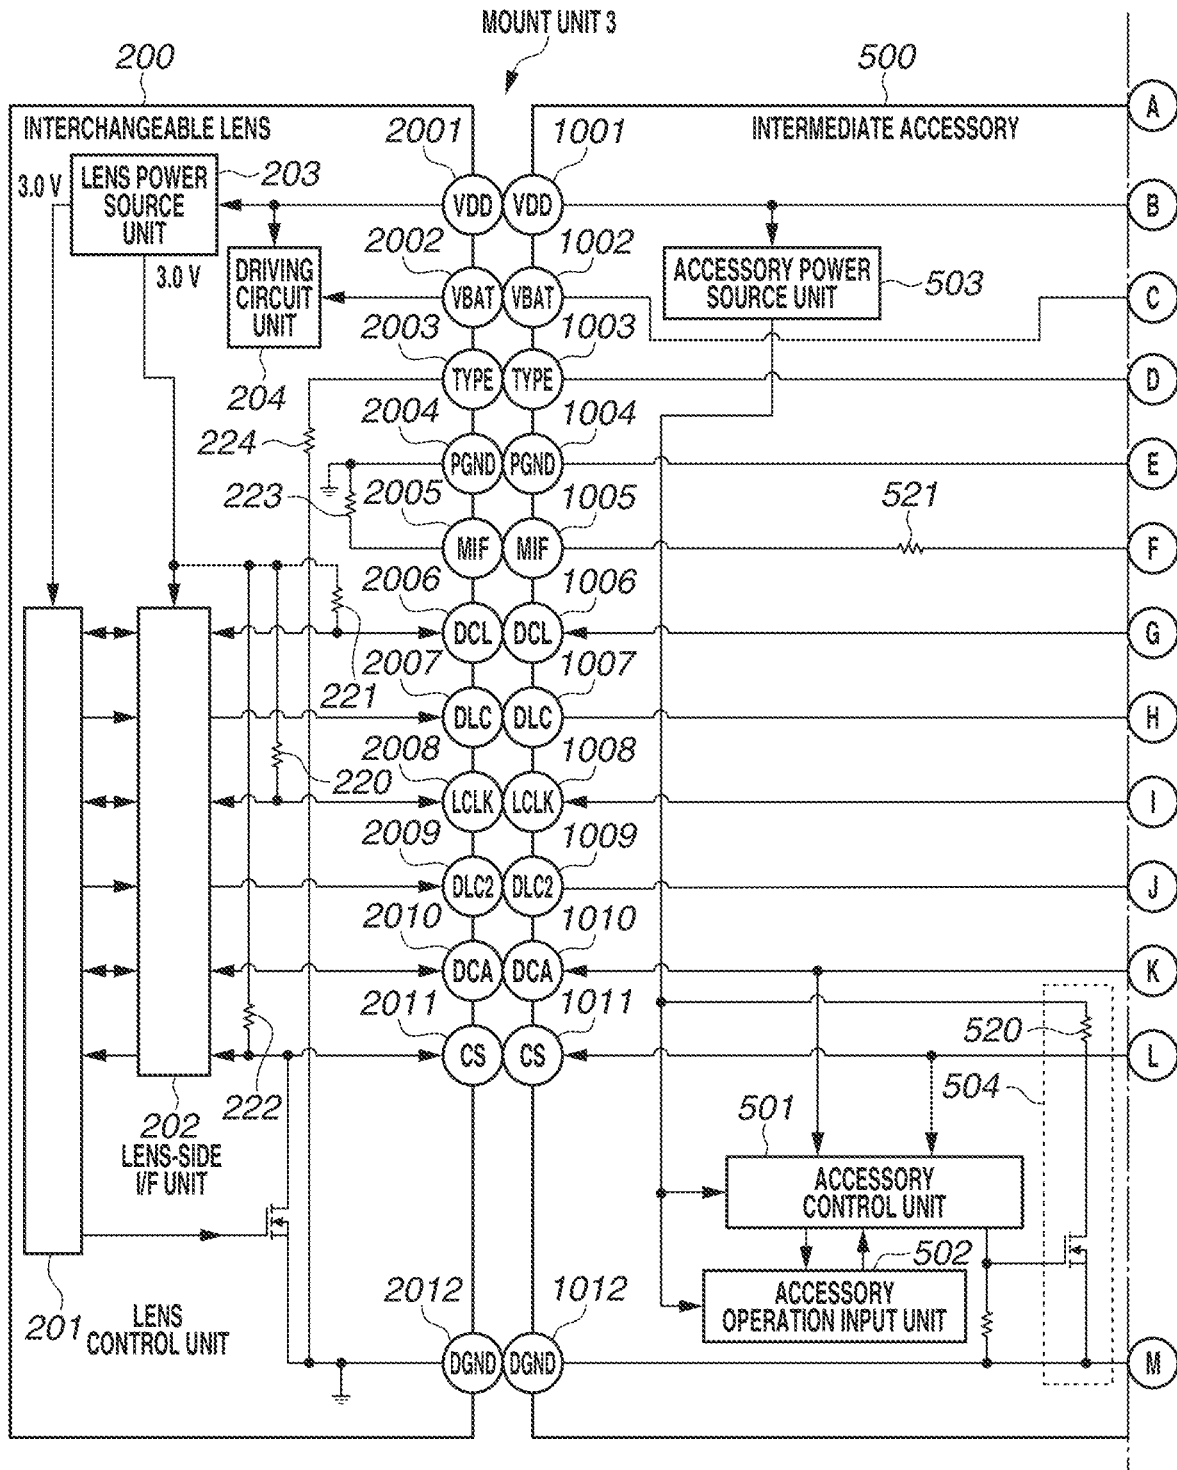 MOUNT UNIT 3
200
500
A
INTERCHANGEABLE LENS
2001
1001
INTERMEDIATE ACCESSORY
3.0 V
LENS POWER
SOURCE
UNIT
203
VDD
VDD
B
2002
1002
3.0 V
DRIVING
CIRCUIT
UNIT
VBAT
VBAT
ACCESSORY POWER
SOURCE UNIT
503
C
2003
1003
204
TYPE
TYPE
D
2004
1004
224
PGND
PGND
E
223
2005
1005
521
MIF
MIF
F
2006
1006
DCL
DCL
G
2007
1007
221
DLC
DLC
H
2008
1008
220
LCLK
LCLK
I
2009
1009
DLC2
DLC2
J
2010
1010
DCA
DCA
K
2011
1011
520
CS
CS
L
222
504
202
LENS-SIDE
I/F UNIT
501
ACCESSORY
CONTROL UNIT
502
ACCESSORY
OPERATION INPUT UNIT
201
LENS
CONTROL UNIT
2012
1012
DGND
DGND
M